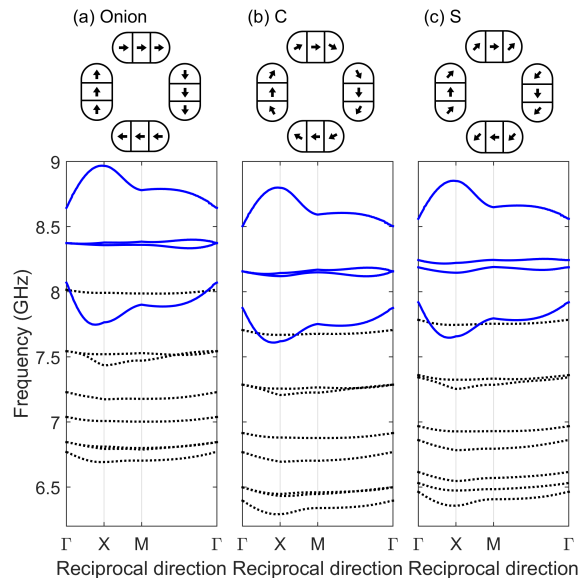 (a) Onion
(b) C
(c) S
9
8.5
8
7.5
7
6.5
Frequency (GHz)
Γ X M Γ
Γ X M Γ
Γ X M Γ
Reciprocal direction
Reciprocal direction
Reciprocal direction